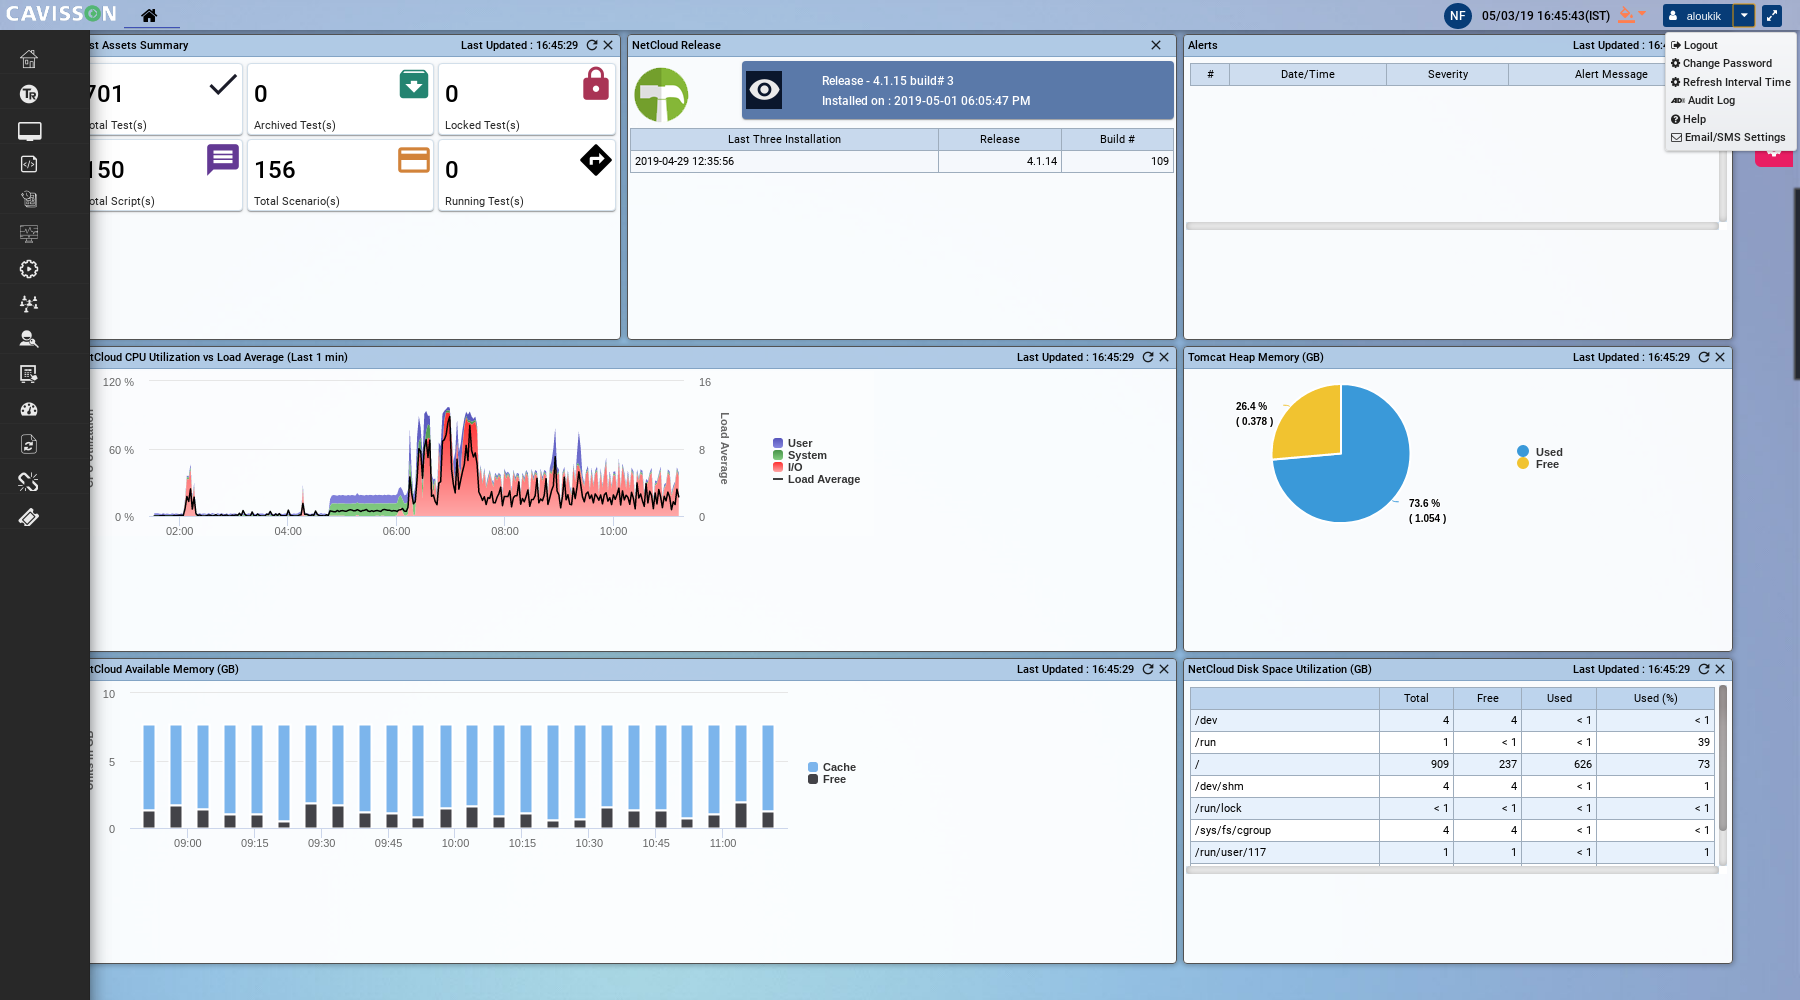 CAVISSON
NF 05/03/19 16:45:43(IST) aloukik
Logout
Change Password
Refresh Interval Time
Audit Log
Help
Email/SMS Settings
st Assets Summary Last Updated : 16:45:29
701
otal Test(s)
0
Archived Test(s)
0
Locked Test(s)
150
otal Script(s)
156
Total Scenario(s)
0
Running Test(s)
NetCloud Release
Release - 4.1.15 build# 3
Installed on : 2019-05-01 06:05:47 PM
Last Three Installation Release Build #
2019-04-29 12:35:56 4.1.14 109
Alerts Last Updated : 16:4
# Date/Time Severity Alert Message
TR
tCloud CPU Utilization vs Load Average (Last 1 min) Last Updated : 16:45:29
120 %
60 %
0 %
16
8
0
Load Average
02:00 04:00 06:00 08:00 10:00
User
System
I/O
Load Average
Tomcat Heap Memory (GB) Last Updated : 16:45:29
26.4 %
( 0.378 )
73.6 %
( 1.054 )
Used
Free
tCloud Available Memory (GB) Last Updated : 16:45:29
10
5
0
09:00 09:15 09:30 09:45 10:00 10:15 10:30 10:45 11:00
Cache
Free
NetCloud Disk Space Utilization (GB) Last Updated : 16:45:29
Total Free Used Used (%)
/dev 4 4 < 1 < 1
/run 1 < 1 < 1 39
/ 909 237 626 73
/dev/shm 4 4 < 1 1
/run/lock < 1 < 1 < 1 < 1
/sys/fs/cgroup 4 4 < 1 < 1
/run/user/117 1 1 < 1 1